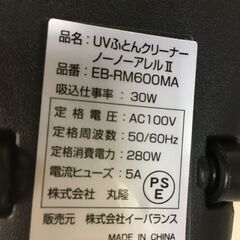 品名：UVふとんクリーナー
ノーノーアレルⅡ
品番：EB-RM600MA
吸込仕事率：30W
定格電圧：AC100V
定格周波数：50/60Hz
定格消費電力：280W
電流ヒューズ：5A
株式会社 丸隆
PSE
販売元 株式会社イーバランス
MADE IN CHINA